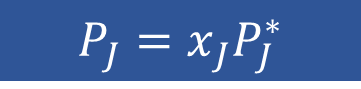 P_J = x_J P_J^*